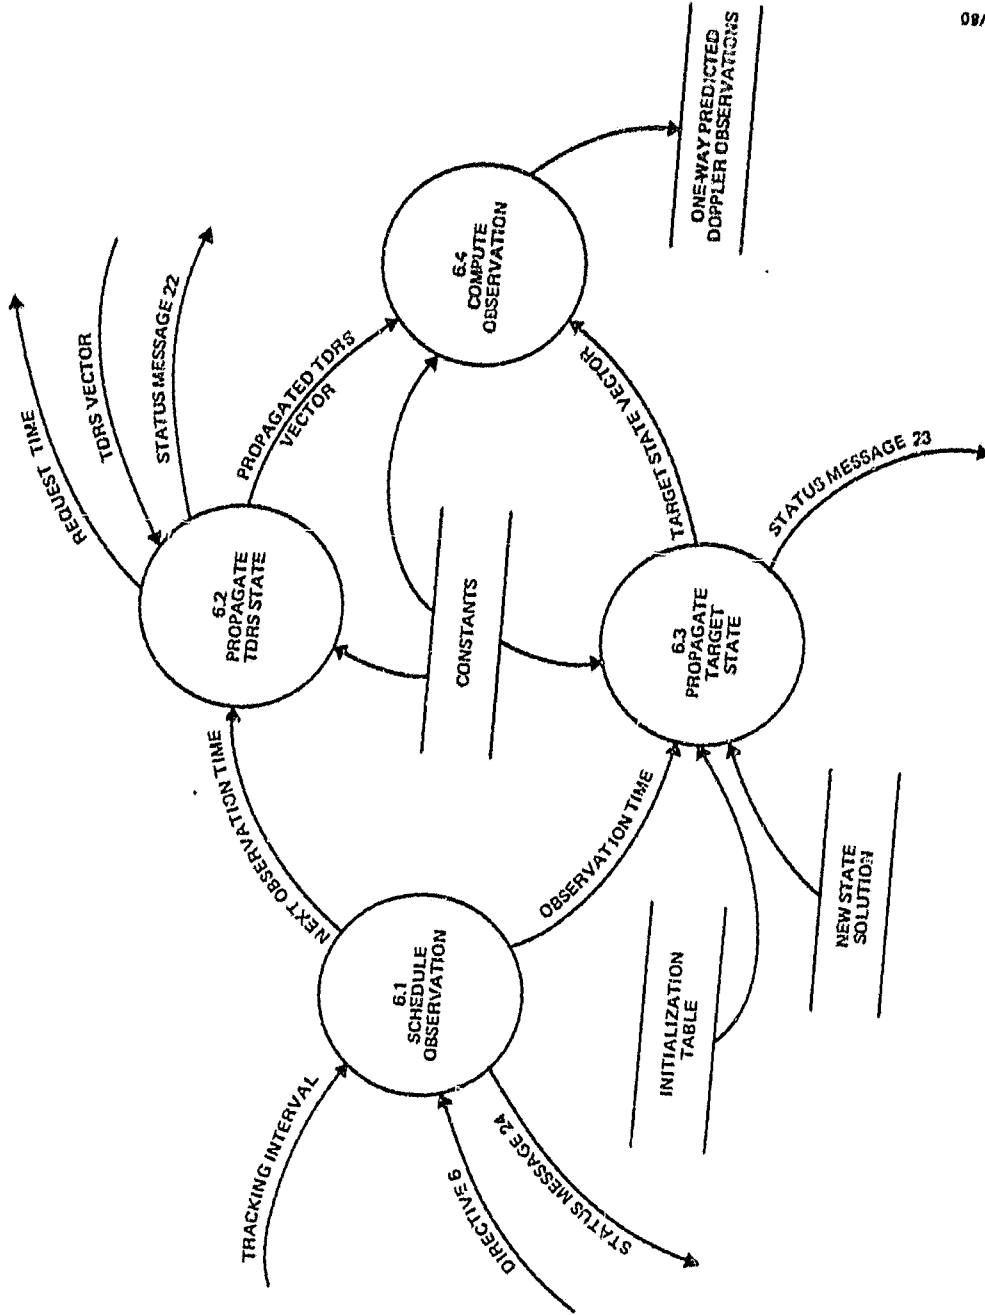 TRACKING INTERVAL
DIRECTIVE 6
STATUS MESSAGE 24
6.1
SCHEDULE
OBSERVATION
NEXT OBSERVATION TIME
OBSERVATION TIME
INITIALIZATION
TABLE
NEW STATE
SOLUTION
REQUEST TIME
TDRS VECTOR
STATUS MESSAGE 22
6.2
PROPAGATE
TDRS STATE
CONSTANTS
6.3
PROPAGATE
TARGET
STATE
PROPAGATED TDRS
VECTOR
TARGET STATE VECTOR
STATUS MESSAGE 23
6.4
COMPUTE
OBSERVATION
ONE-WAY PREDICTED
DOPPLER OBSERVATIONS